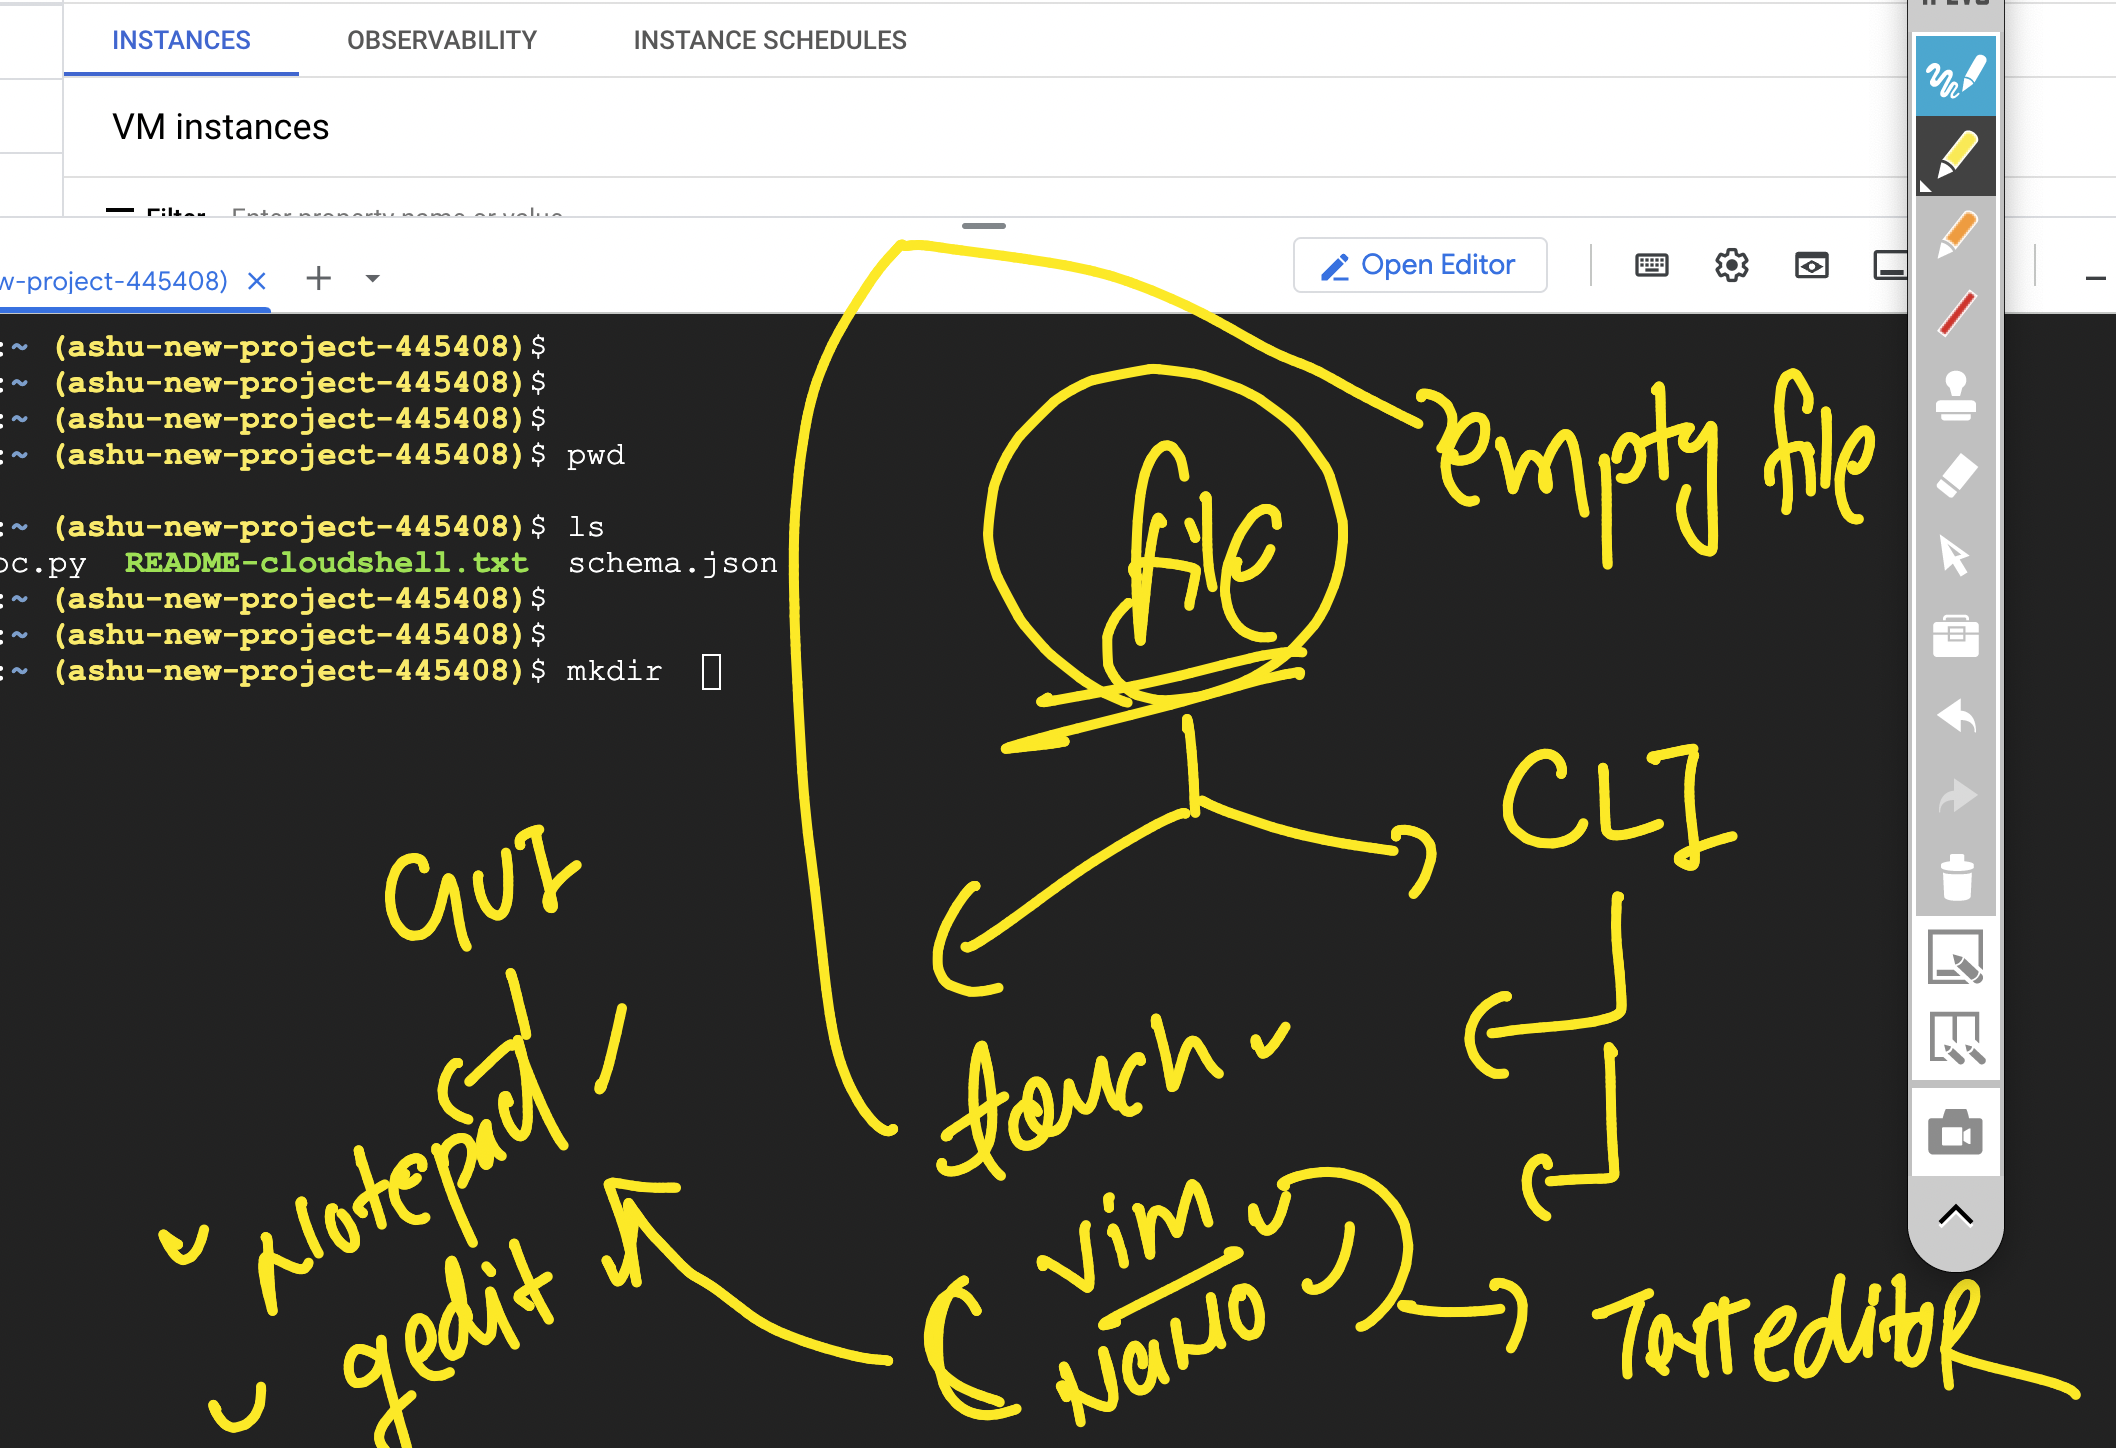 INSTANCES OBSERVABILITY INSTANCE SCHEDULES
VM instances
Filter Enter property name or value
w-project-445408) × +
Open Editor
:~ (ashu-new-project-445408)$
:~ (ashu-new-project-445408)$
:~ (ashu-new-project-445408)$
:~ (ashu-new-project-445408)$ pwd
:~ (ashu-new-project-445408)$ ls
oc.py README-cloudshell.txt schema.json
:~ (ashu-new-project-445408)$
:~ (ashu-new-project-445408)$
:~ (ashu-new-project-445408)$ mkdir
empty file
file
CLI
GUI
touch
Notepad
vim
gedit
NANO
Text editor